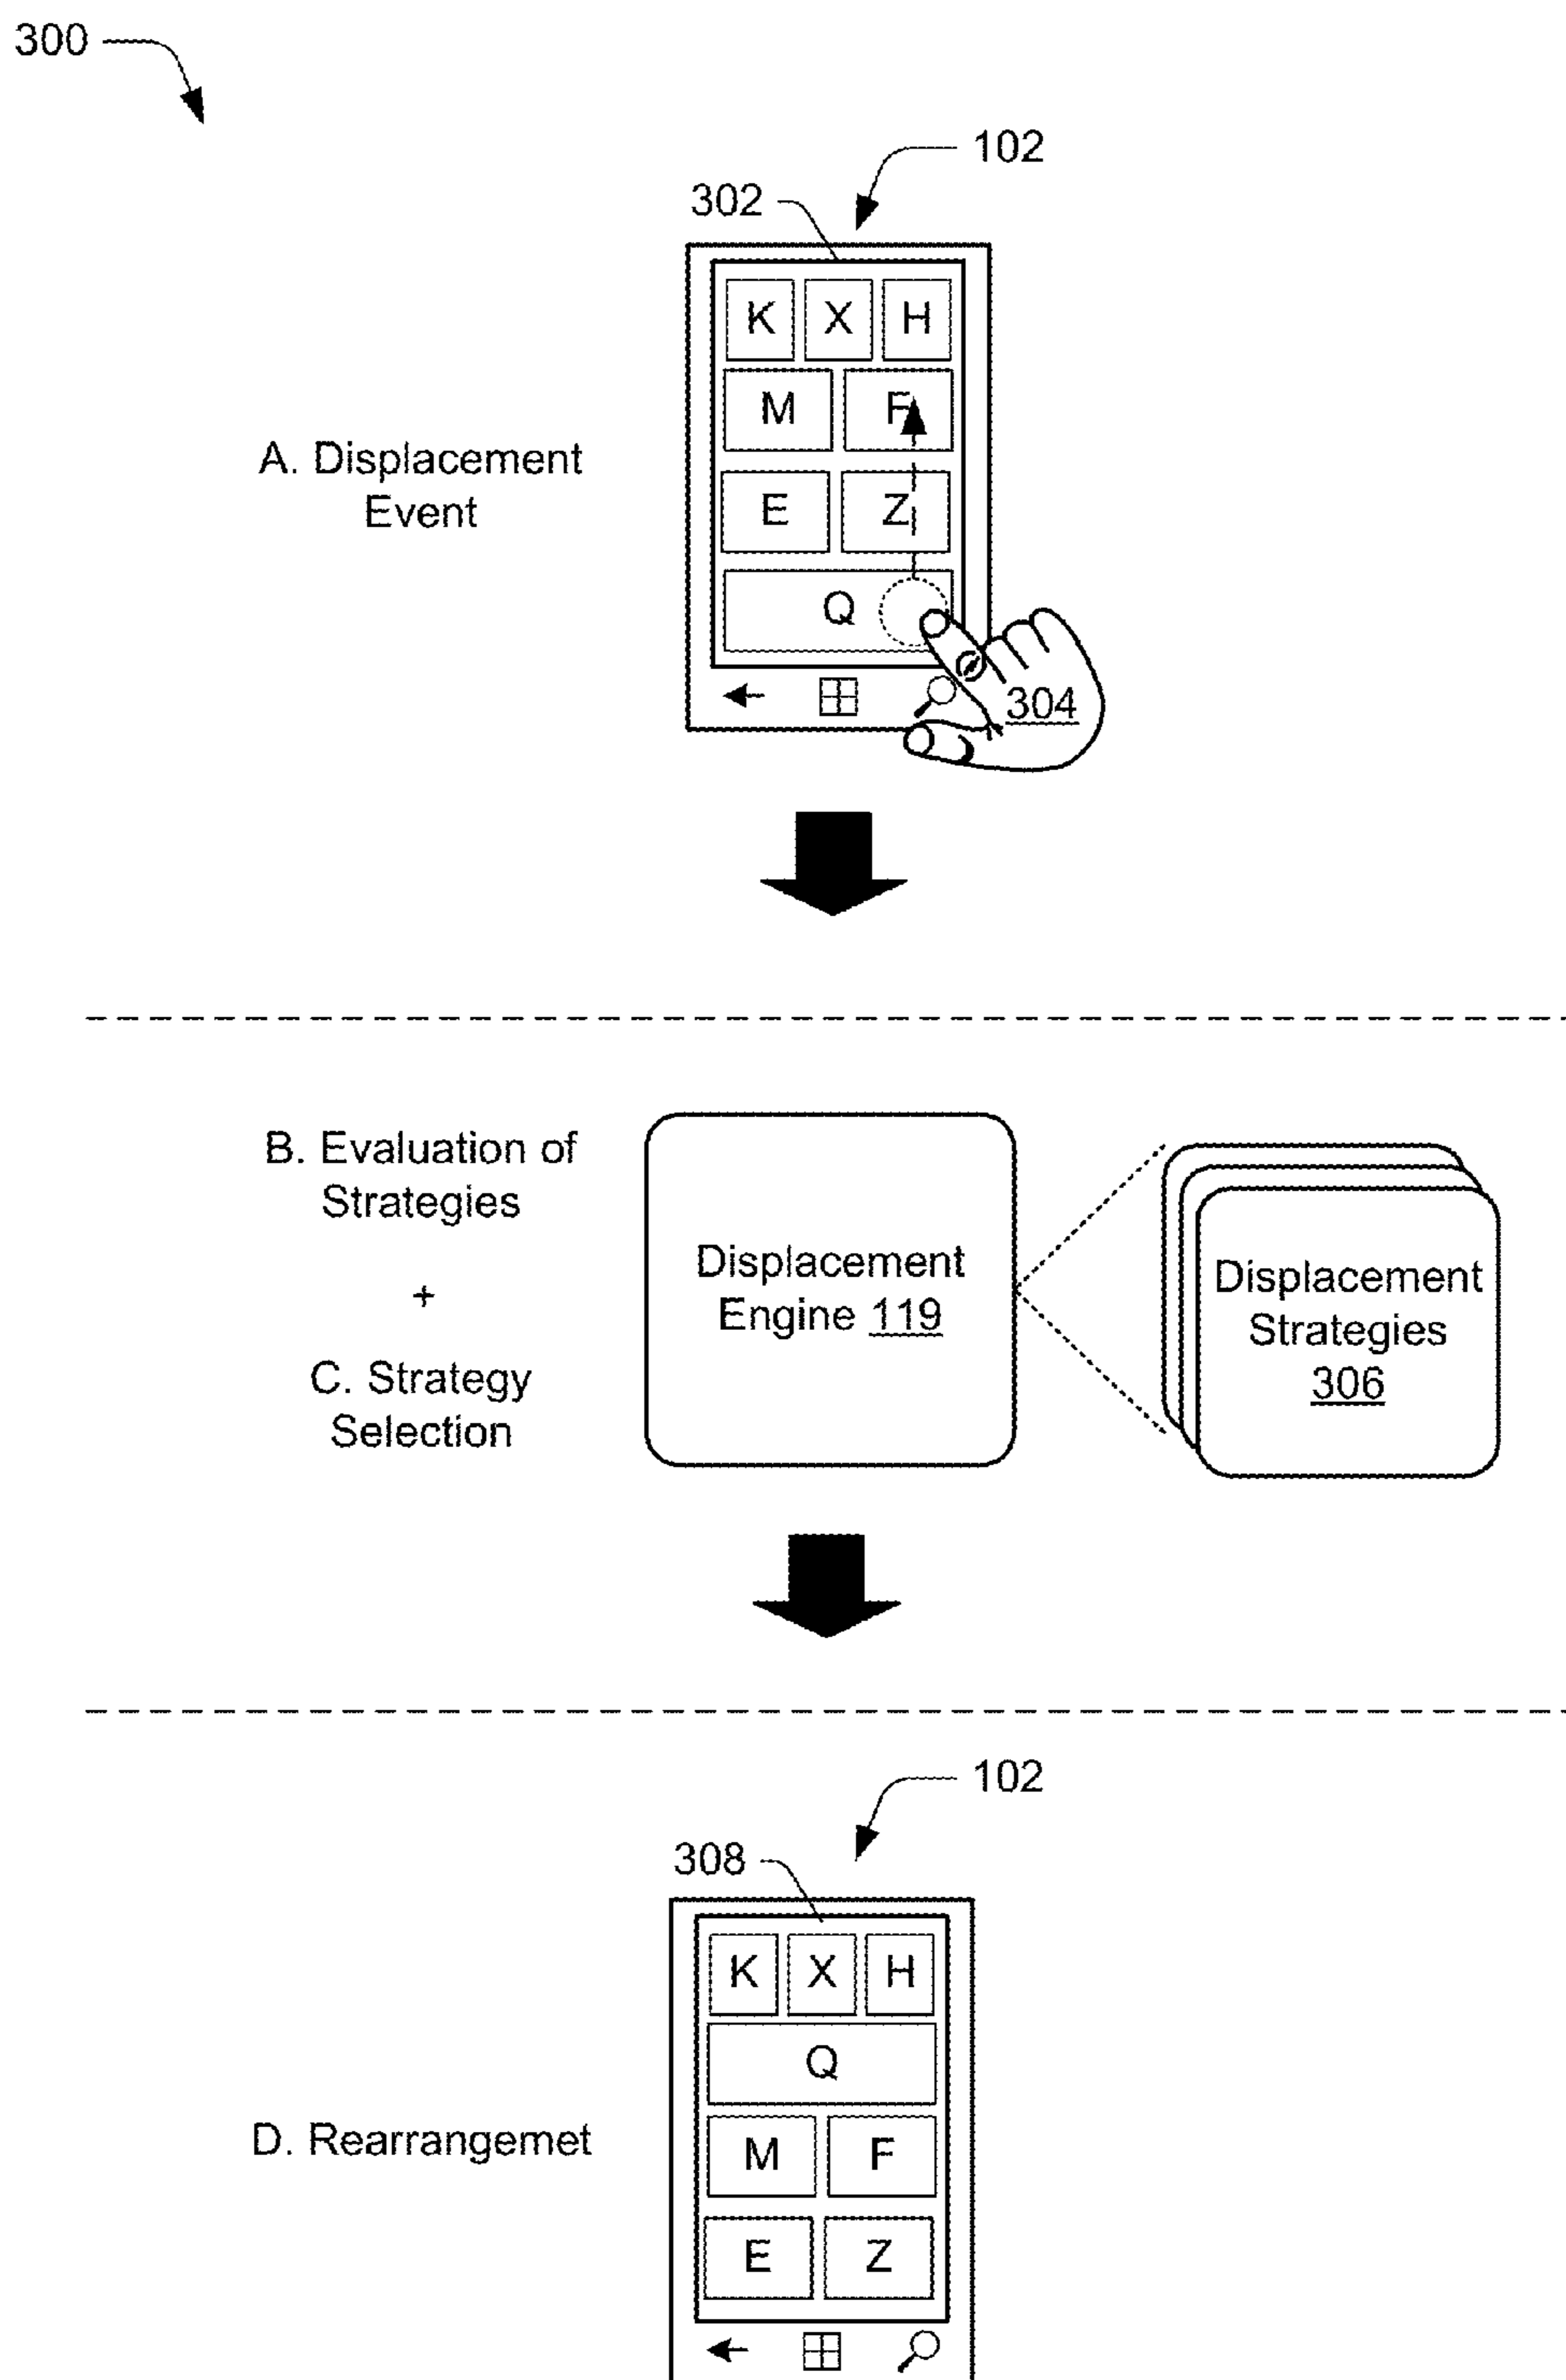 300
102
302
K X H
M F
E Z
Q
304
A. Displacement
Event
B. Evaluation of
Strategies
+
C. Strategy
Selection
Displacement
Engine 119
Displacement
Strategies
306
102
308
K X H
Q
M F
E Z
D. Rearrangemet